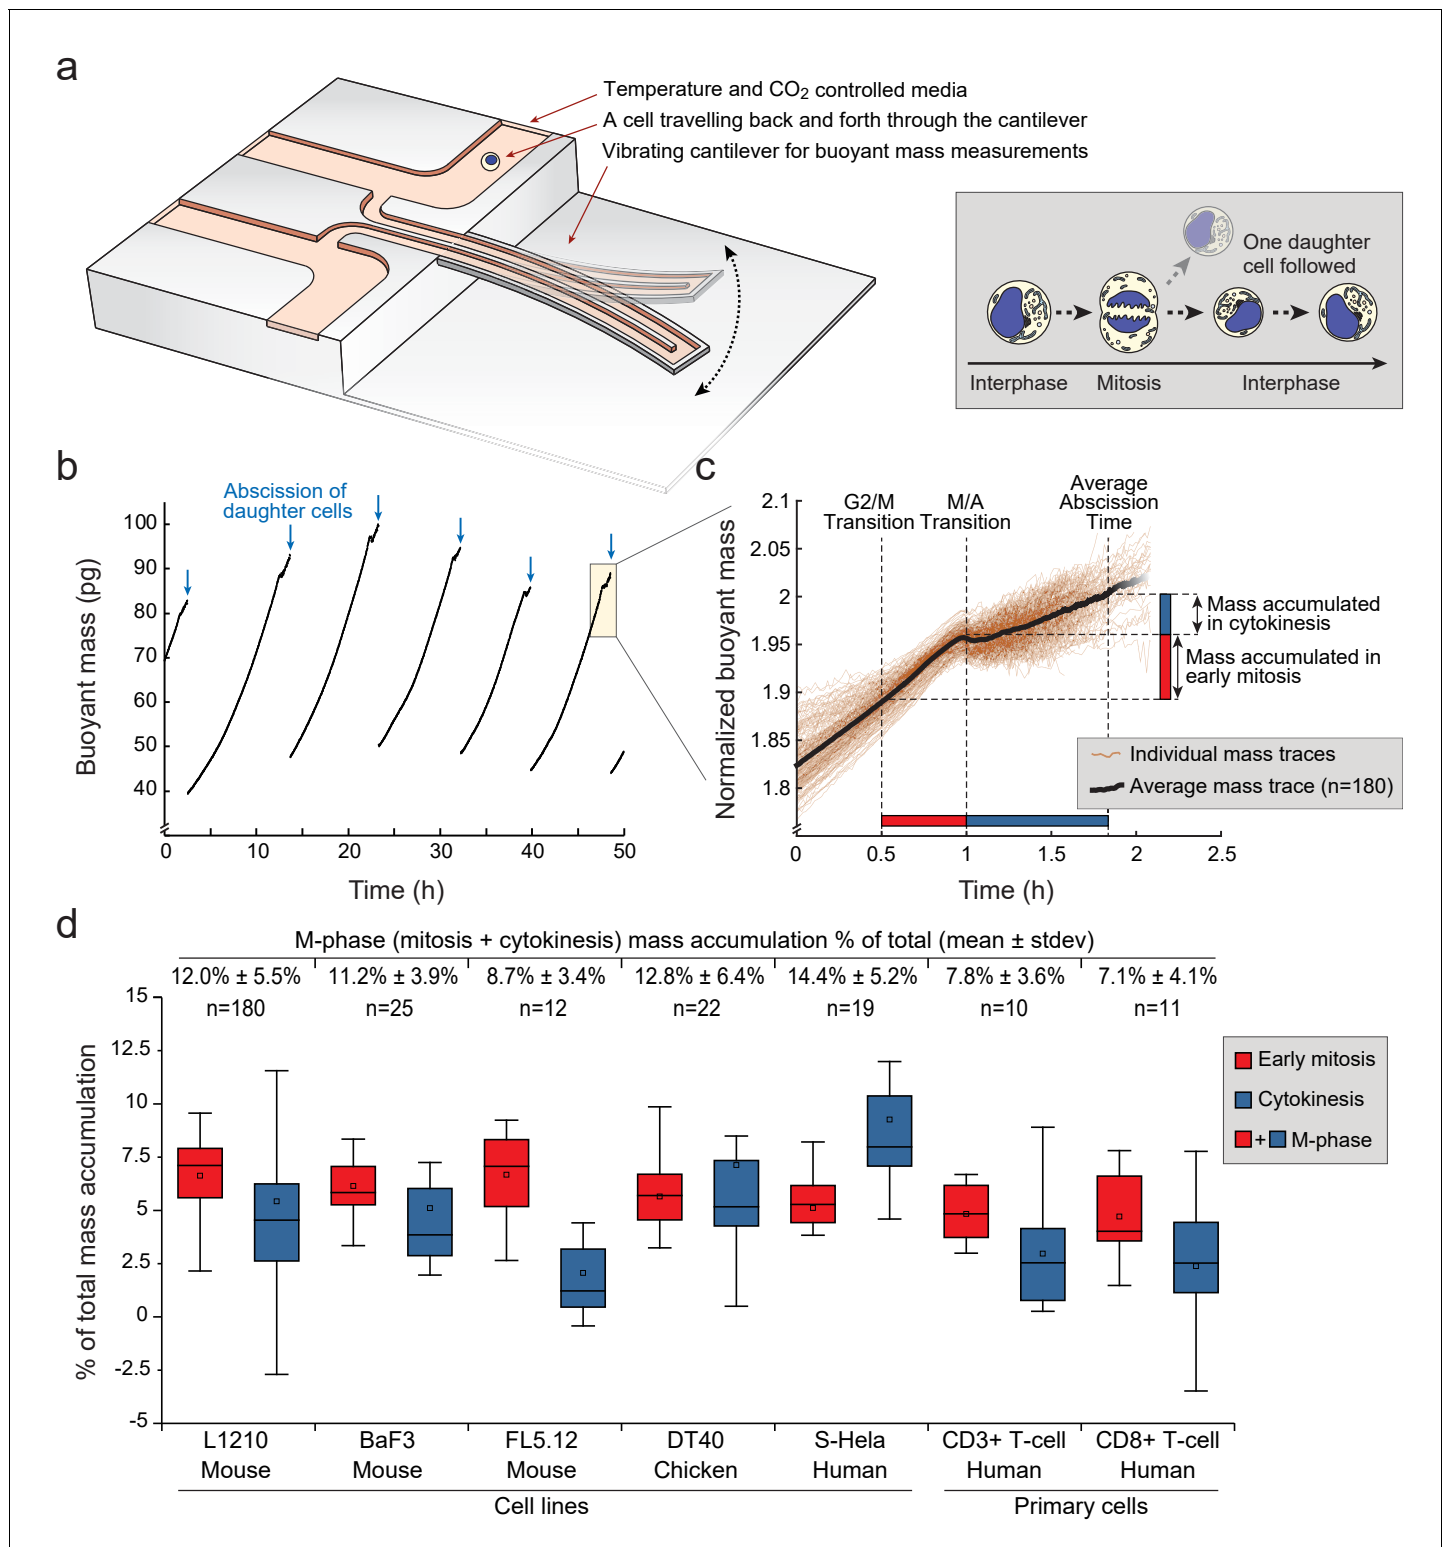 a
Temperature and CO2 controlled media
A cell travelling back and forth through the cantilever
Vibrating cantilever for buoyant mass measurements
One daughter
cell followed
Interphase
Mitosis
Interphase
b
Abscission of
daughter cells
Buoyant mass (pg)
100
90
80
70
60
50
40
0
10
20
30
40
50
Time (h)
c
G2/M
Transition
M/A
Transition
Average
Abscission
Time
Normalized buoyant mass
2.1
2.05
2
1.95
1.9
1.85
1.8
Mass accumulated
in cytokinesis
Mass accumulated in
early mitosis
Individual mass traces
Average mass trace (n=180)
0
0.5
1
1.5
2
2.5
Time (h)
d
M-phase (mitosis + cytokinesis) mass accumulation % of total (mean ± stdev)
12.0% ± 5.5%
11.2% ± 3.9%
8.7% ± 3.4%
12.8% ± 6.4%
14.4% ± 5.2%
7.8% ± 3.6%
7.1% ± 4.1%
n=180
n=25
n=12
n=22
n=19
n=10
n=11
% of total mass accumulation
15
12.5
10
7.5
5
2.5
0
-2.5
-5
Early mitosis
Cytokinesis
+ M-phase
L1210
Mouse
BaF3
Mouse
FL5.12
Mouse
DT40
Chicken
S-Hela
Human
CD3+ T-cell
Human
CD8+ T-cell
Human
Cell lines
Primary cells